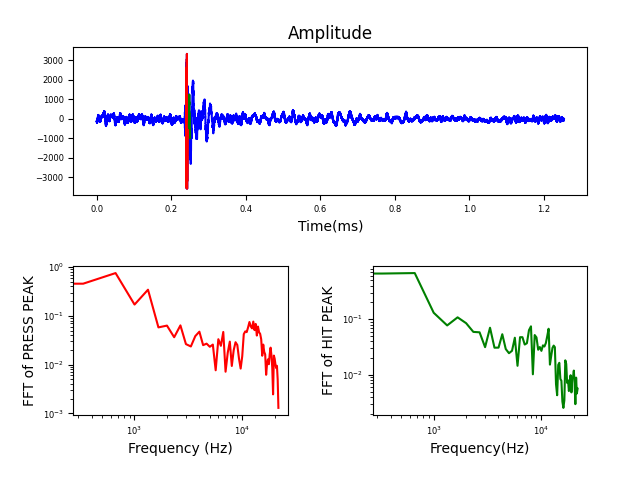 Amplitude
3000
2000
1000
0
−1000
−2000
−3000
0.0 0.2 0.4 0.6 0.8 1.0 1.2
Time(ms)
FFT of PRESS PEAK
10⁰
10⁻¹
10⁻²
10⁻³
10³ 10⁴
Frequency (Hz)
FFT of HIT PEAK
10⁻¹
10⁻²
10³ 10⁴
Frequency(Hz)